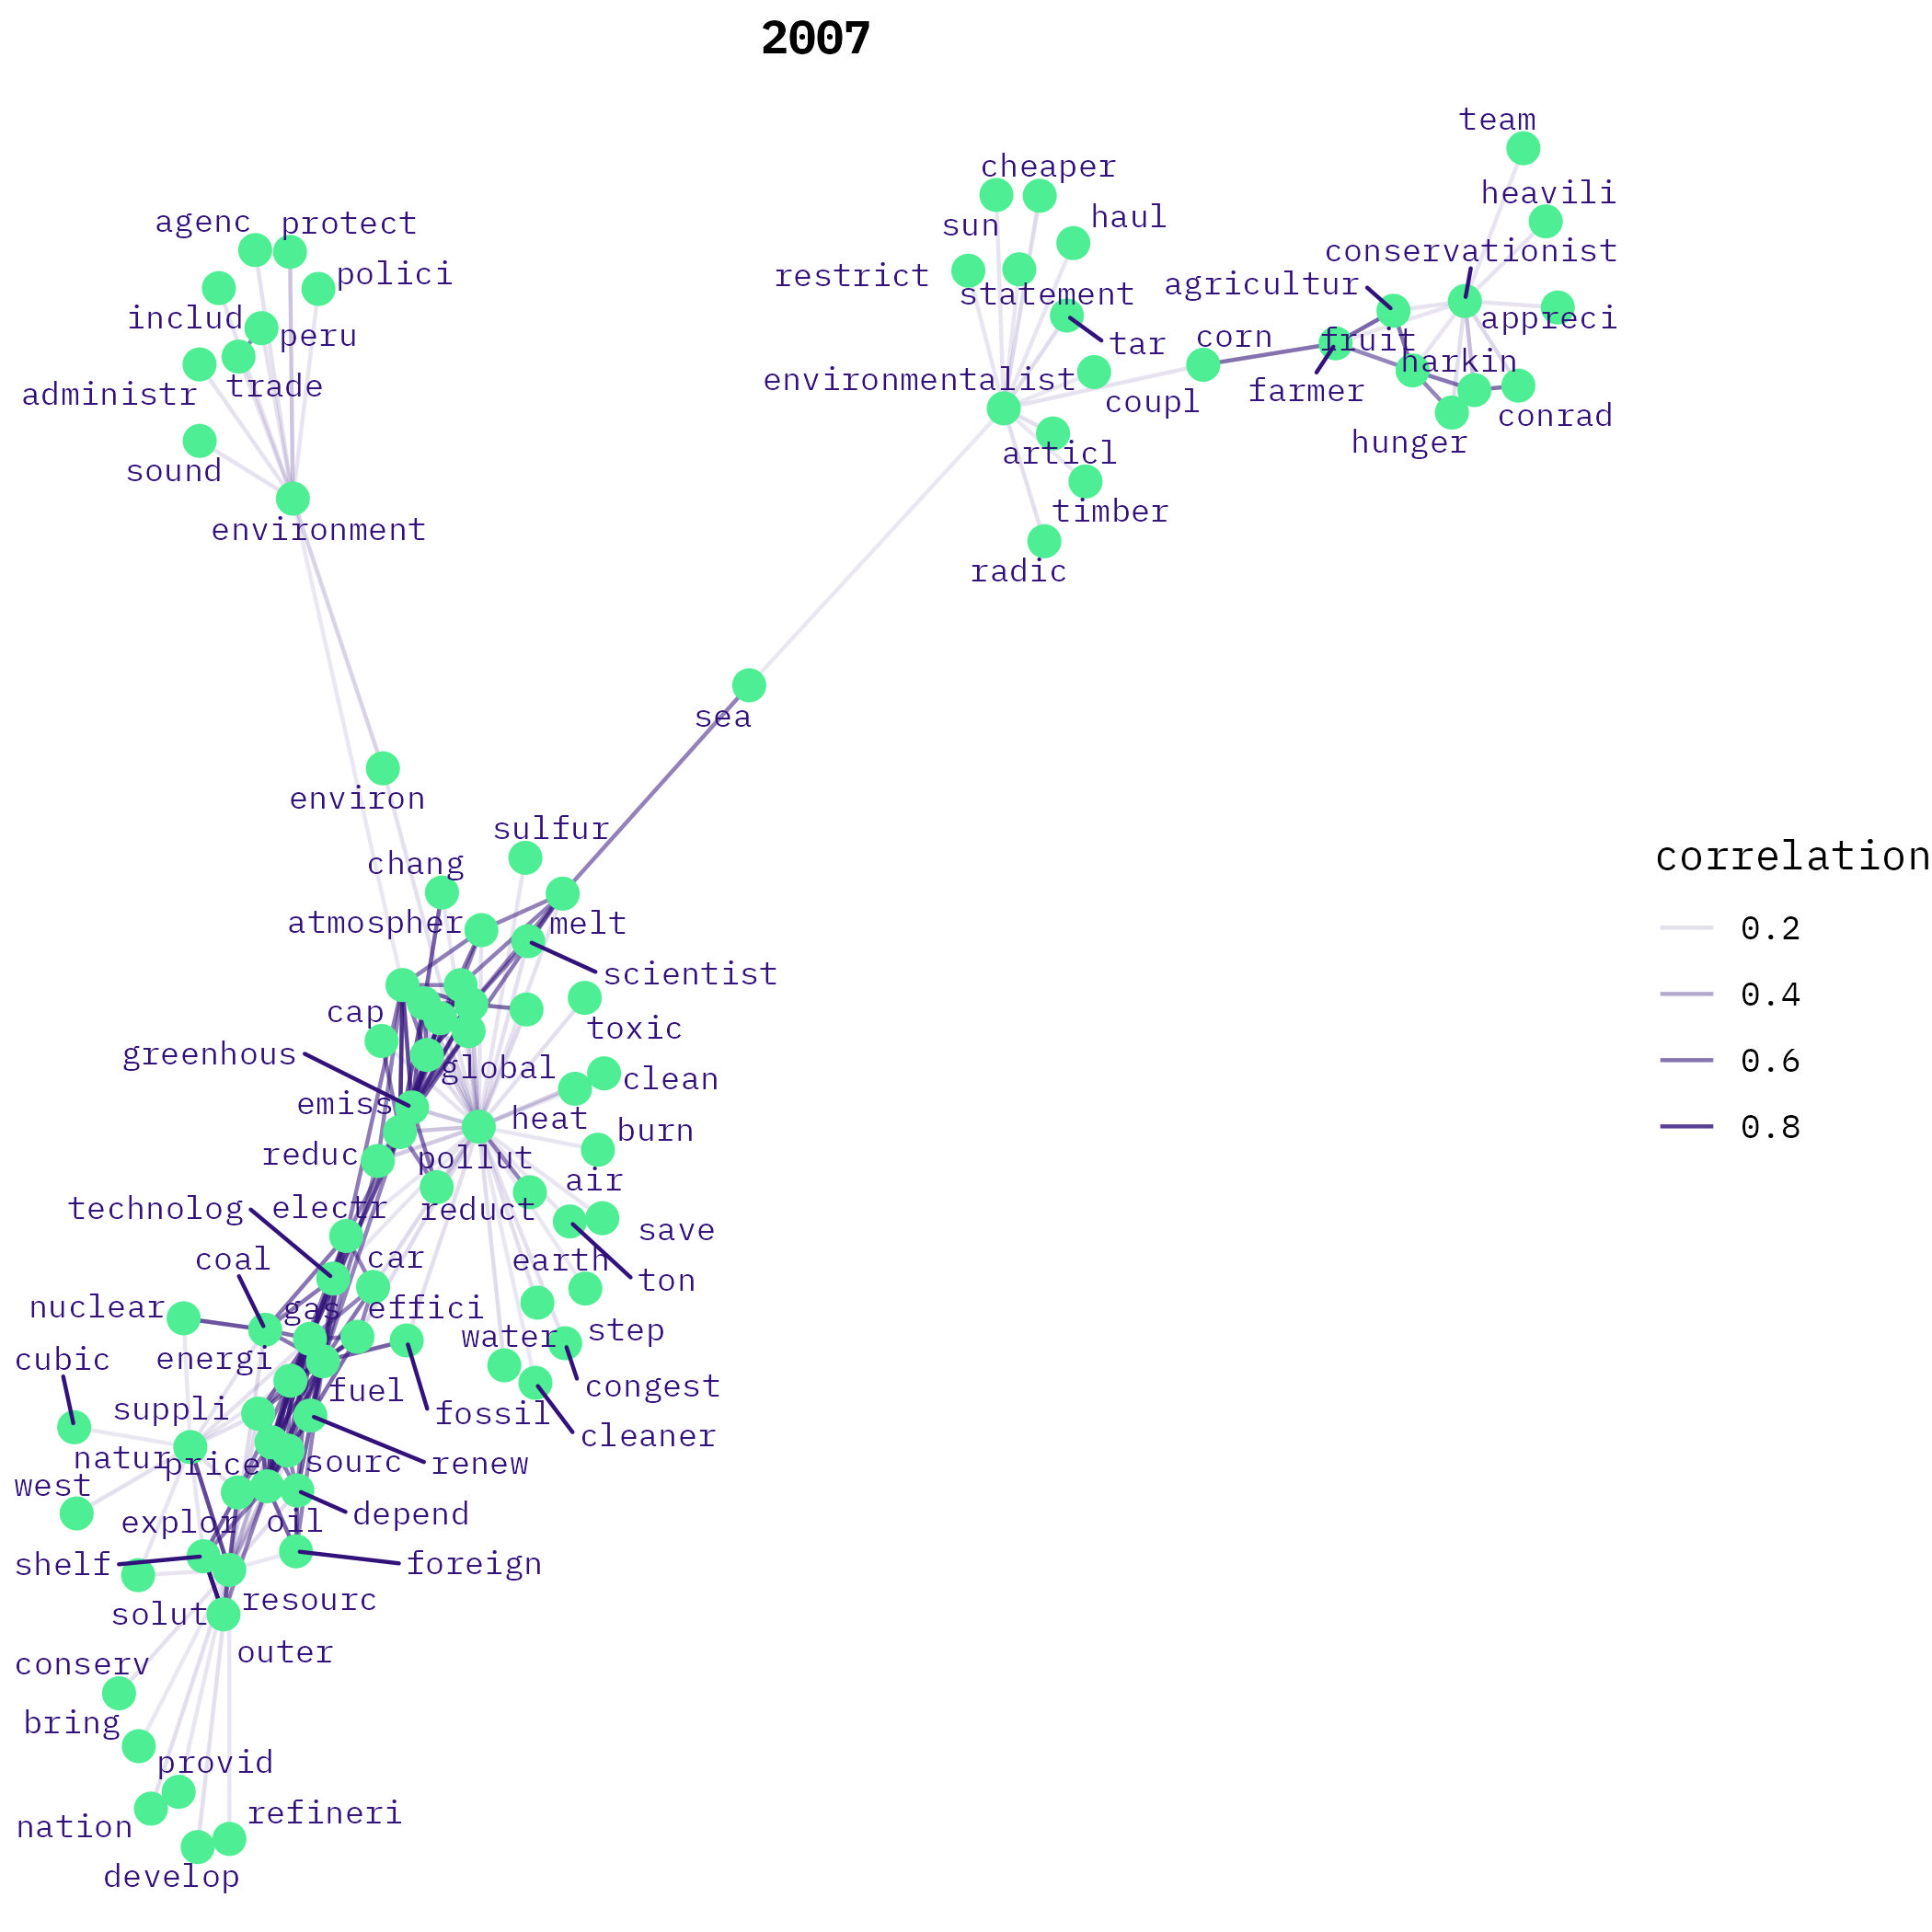 2007
team
cheaper
heavili
agenc
protect
haul
sun
conservationist
polici
restrict
agricultur
statement
includ
peru
appreci
tar
corn
fruit
harkin
environmentalist
administr
trade
farmer
coupl
conrad
hunger
articl
sound
timber
environment
radic
sea
environ
sulfur
chang
correlation
atmospher
melt
0.2
scientist
0.4
cap
toxic
greenhous
global
0.6
clean
emiss
heat
burn
0.8
reduc
pollut
air
technolog
electr
reduct
save
coal
car
earth
ton
nuclear
gas
effici
water
step
cubic
energi
fuel
congest
suppli
fossil
cleaner
natur
price
sourc
renew
west
explor
oil
depend
shelf
foreign
solut
resourc
outer
conserv
bring
provid
refineri
nation
develop